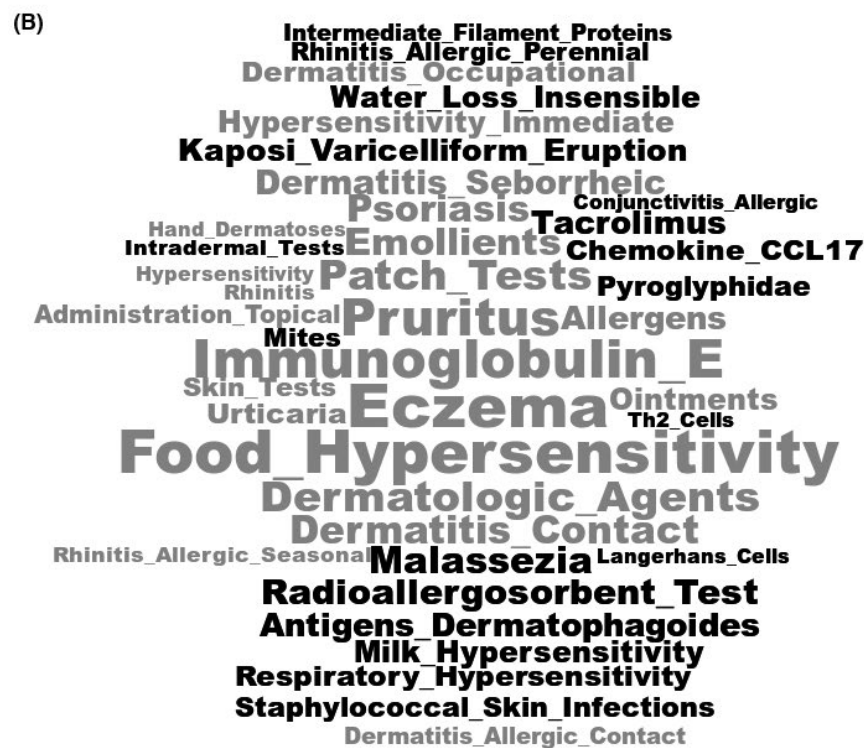 (B)
Intermediate_Filament_Proteins
Rhinitis_Allergic_Perennial
Dermatitis_Occupational
Water_Loss_Insensible
Hypersensitivity_Immediate
Kaposi_Varicelliform_Eruption
Dermatitis_Seborrheic
Conjunctivitis_Allergic
Psoriasis Tacrolimus
Hand_Dermatoses
Intradermal_Tests Emollients Chemokine_CCL17
Hypersensitivity Patch_Tests Pyroglyphidae
Rhinitis
Administration_Topical Pruritus Allergens
Mites
Immunoglobulin_E
Skin_Tests
Urticaria Eczema Ointments
Th2_Cells
Food_Hypersensitivity
Dermatologic_Agents
Dermatitis_Contact
Rhinitis_Allergic_Seasonal Malassezia Langerhans_Cells
Radioallergosorbent_Test
Antigens_Dermatophagoides
Milk_Hypersensitivity
Respiratory_Hypersensitivity
Staphylococcal_Skin_Infections
Dermatitis_Allergic_Contact